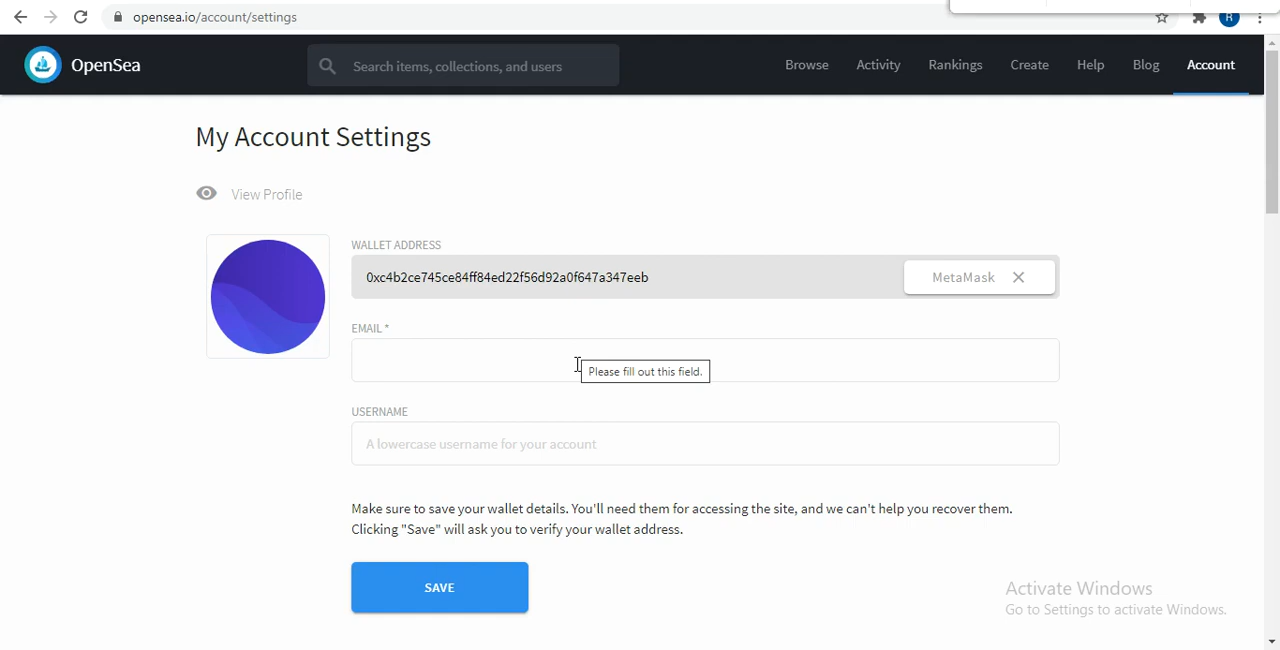 opensea.io/account/settings
R
OpenSea
Search items, collections, and users
Browse
Activity
Rankings
Create
Help
Blog
Account
My Account Settings
View Profile
WALLET ADDRESS
0xc4b2ce745ce84ff84ed22f56d92a0f647a347eeb
MetaMask
EMAIL *
Please fill out this field.
USERNAME
A lowercase username for your account
Make sure to save your wallet details. You'll need them for accessing the site, and we can't help you recover them.
Clicking "Save" will ask you to verify your wallet address.
SAVE
Activate Windows
Go to Settings to activate Windows.